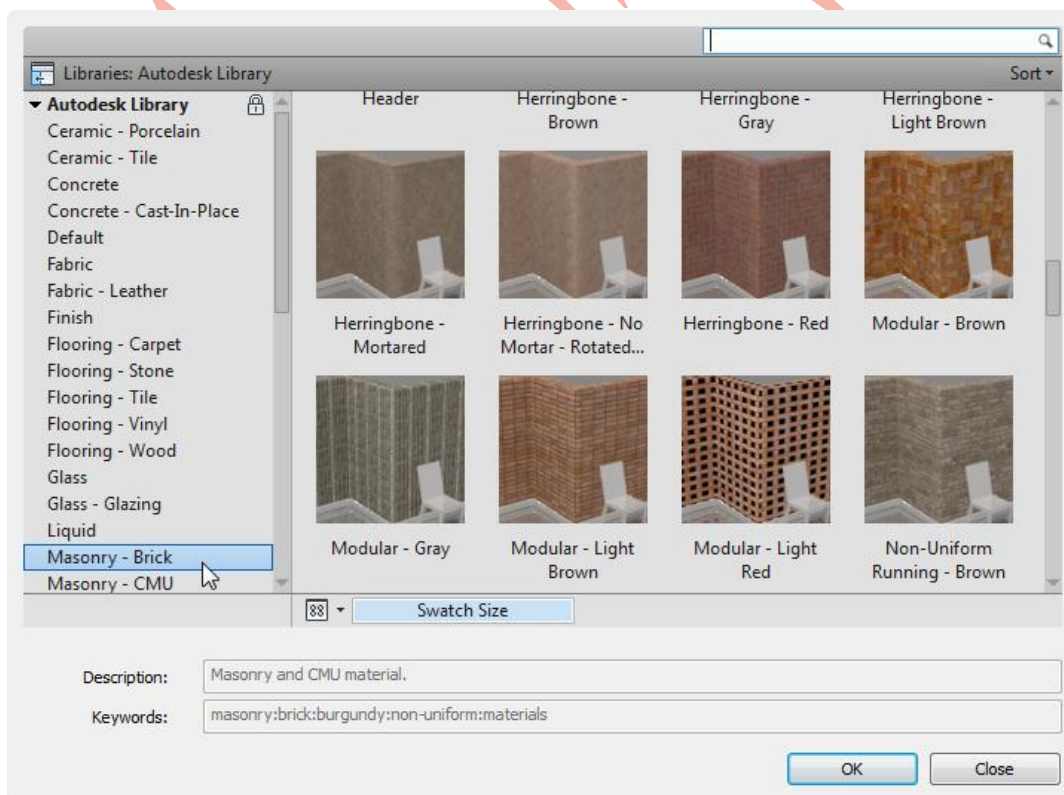 Libraries: Autodesk Library
Sort
Autodesk Library
Ceramic - Porcelain
Ceramic - Tile
Concrete
Concrete - Cast-In-Place
Default
Fabric
Fabric - Leather
Finish
Flooring - Carpet
Flooring - Stone
Flooring - Tile
Flooring - Vinyl
Flooring - Wood
Glass
Glass - Glazing
Liquid
Masonry - Brick
Masonry - CMU
Header
Herringbone -
Brown
Herringbone -
Gray
Herringbone -
Light Brown
Herringbone -
Mortared
Herringbone - No
Mortar - Rotated...
Herringbone - Red
Modular - Brown
Modular - Gray
Modular - Light
Brown
Modular - Light
Red
Non-Uniform
Running - Brown
Swatch Size
Description:
Masonry and CMU material.
Keywords:
masonry:brick:burgundy:non-uniform:materials
OK
Close